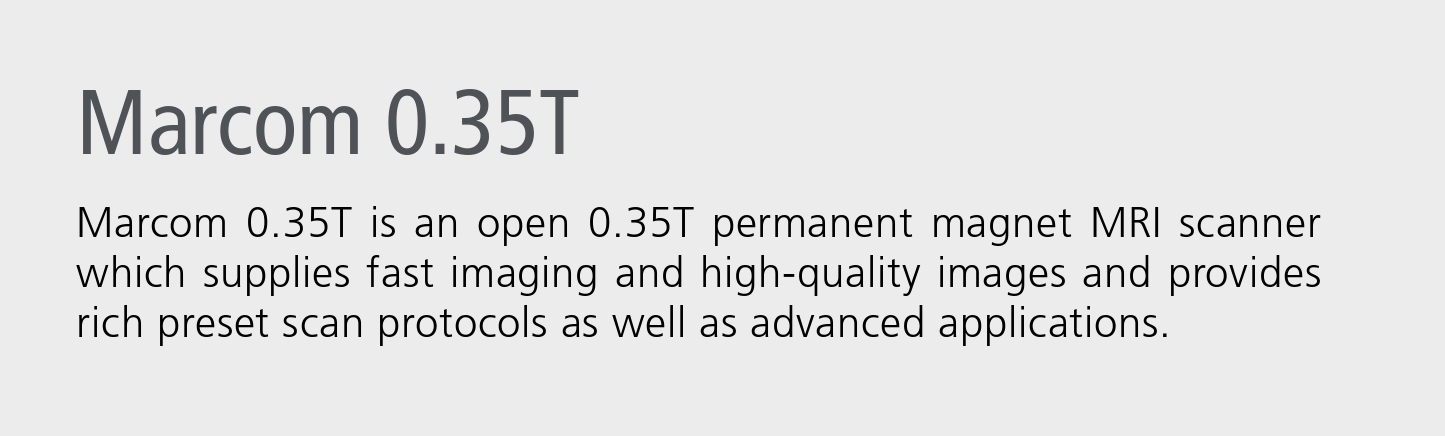 Marcom 0.35T
Marcom 0.35T is an open 0.35T permanent magnet MRI scanner
which supplies fast imaging and high-quality images and provides
rich preset scan protocols as well as advanced applications.